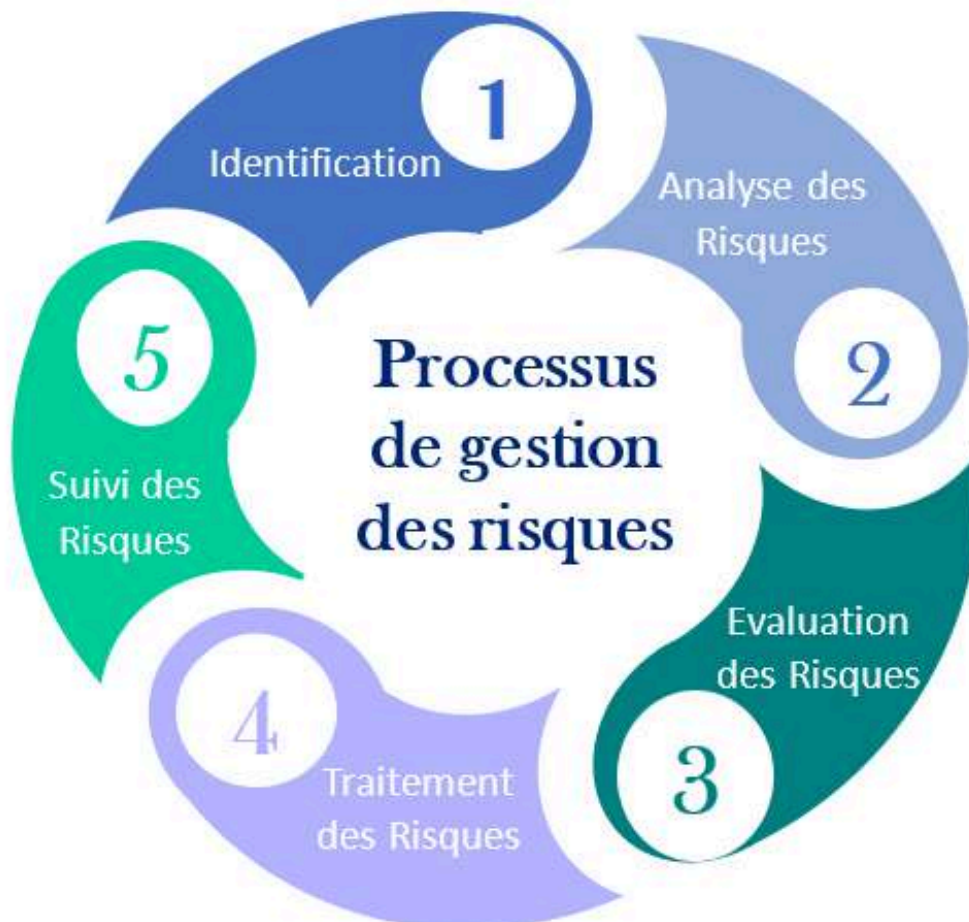 1
Identification
Analyse des
Risques
2
Processus
de gestion
des risques
Evaluation
des Risques
3
4
Traitement
des Risques
5
Suivi des
Risques